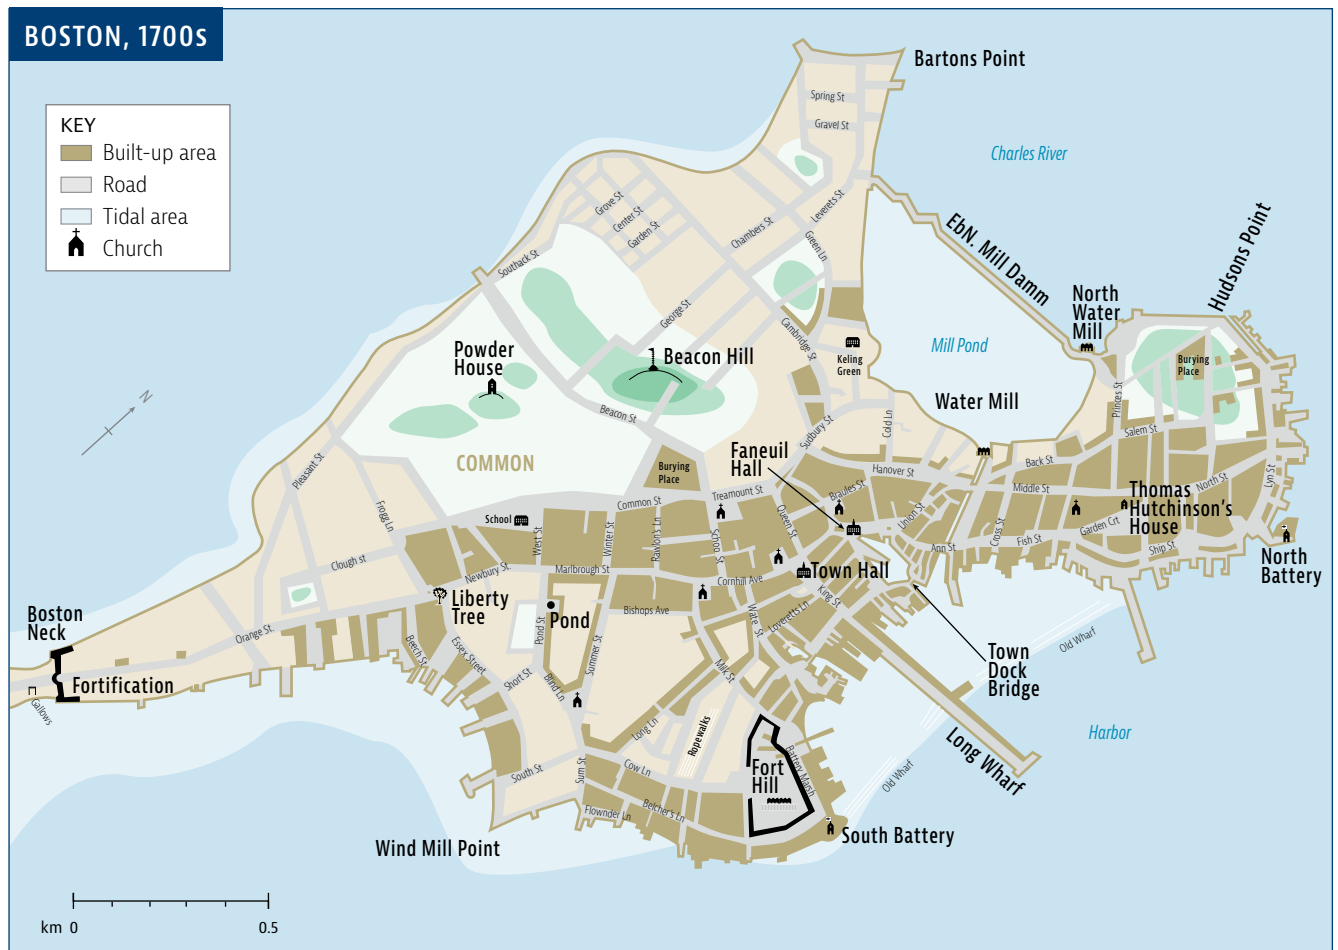 BOSTON, 1700s
KEY
Built-up area
Road
Tidal area
Church
Bartons Point
Spring St
Gravel St
Charles River
Leverets St
Chambers St
Green Ln
Grove St
Center St
Garden St
Southack St
EbN. Mill Damm
Hudsons Point
North
Water
Mill
Burying
Place
George St
Cambridge St
Keling
Green
Mill Pond
Princes St
Powder
House
Beacon Hill
Beacon St
N
Water Mill
Sudbury St
Cold Ln
Salem St
Faneuil
Hall
Hanover St
Back St
Pleasant St
COMMON
Burying
Place
Treamount St
Braules St
Middle St
Thomas
Hutchinson's
House
North St
Lyn St
Frogg Ln
School
Common St
Queen St
Union St
Cross St
Garden Crt
Fish St
Ship St
West St
Winter St
Rawlon's Ln
Schoo St
Ann St
North
Battery
Clough st
Newbury St
Marlbrough St
Cornhill Ave
Town Hall
King St
Liberty
Tree
Pond
Pond St
Bishops Ave
Wate St
Loveretts Ln
Boston
Neck
Orange St
Beech St
Essex Street
Sommer St
Old Wharf
Town
Dock
Bridge
Fortification
Gallows
Short St
Blind Ln
Milk St
Long Ln
Ropewalks
Battery Marsh
Long Wharf
Harbor
South St
Sum St
Cow Ln
Fort
Hill
Old Wharf
Belcher's Ln
Flownder Ln
South Battery
Wind Mill Point
km 0
0.5